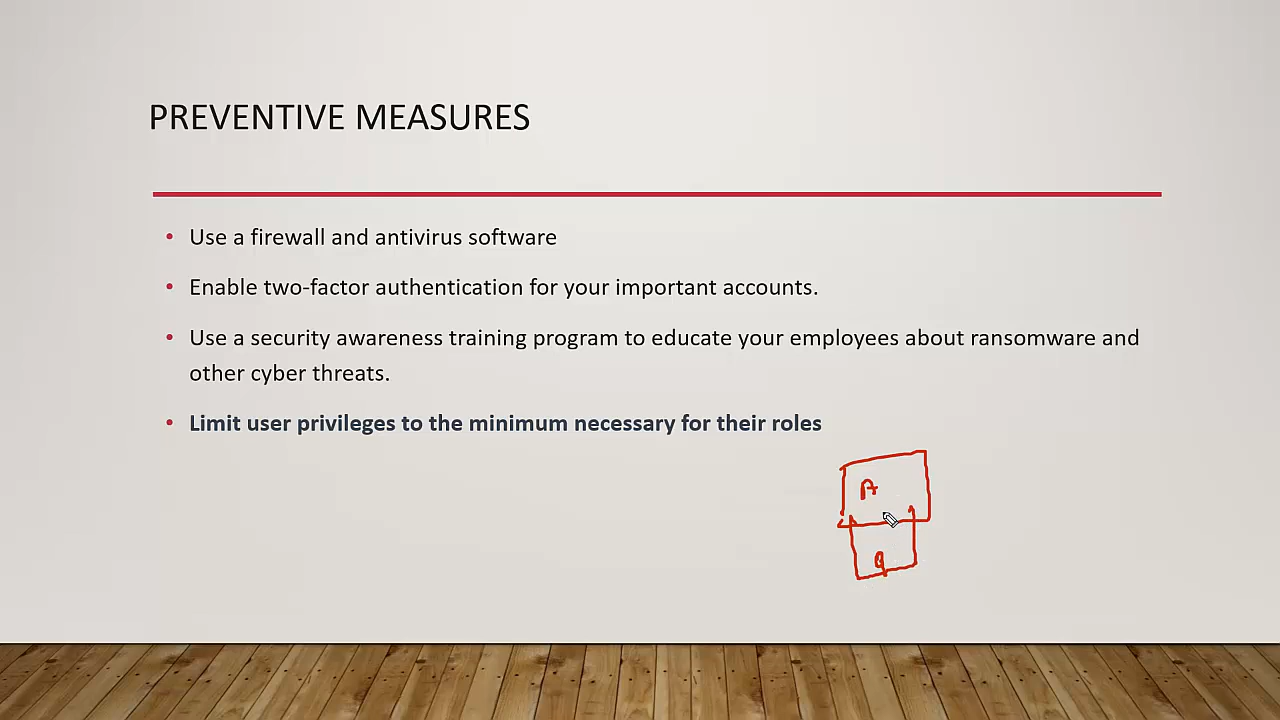 PREVENTIVE MEASURES
• Use a firewall and antivirus software
• Enable two-factor authentication for your important accounts.
• Use a security awareness training program to educate your employees about ransomware and
other cyber threats.
• Limit user privileges to the minimum necessary for their roles
A